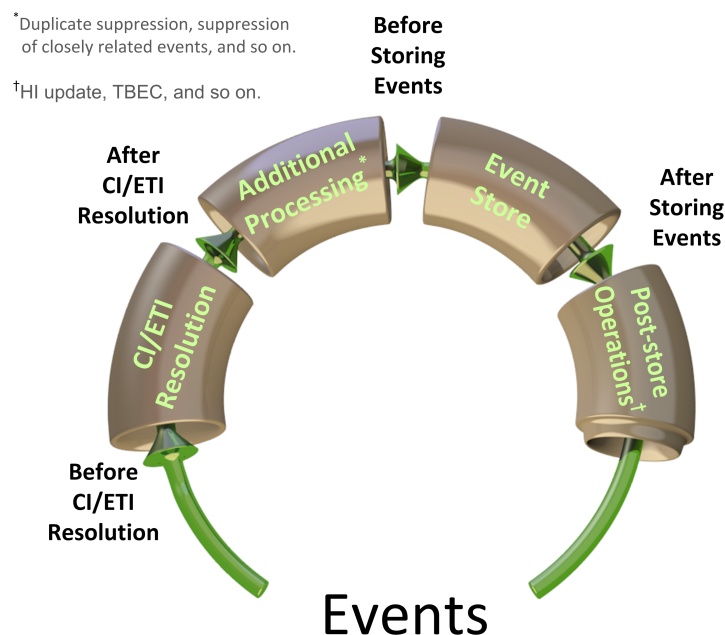 *Duplicate suppression, suppression
of closely related events, and so on.
†HI update, TBEC, and so on.
Before
Storing
Events
After
CI/ETI
Resolution
Additional
Processing*
Event
Store
After
Storing
Events
CI/ETI
Resolution
Post-store
Operations†
Before
CI/ETI
Resolution
Events